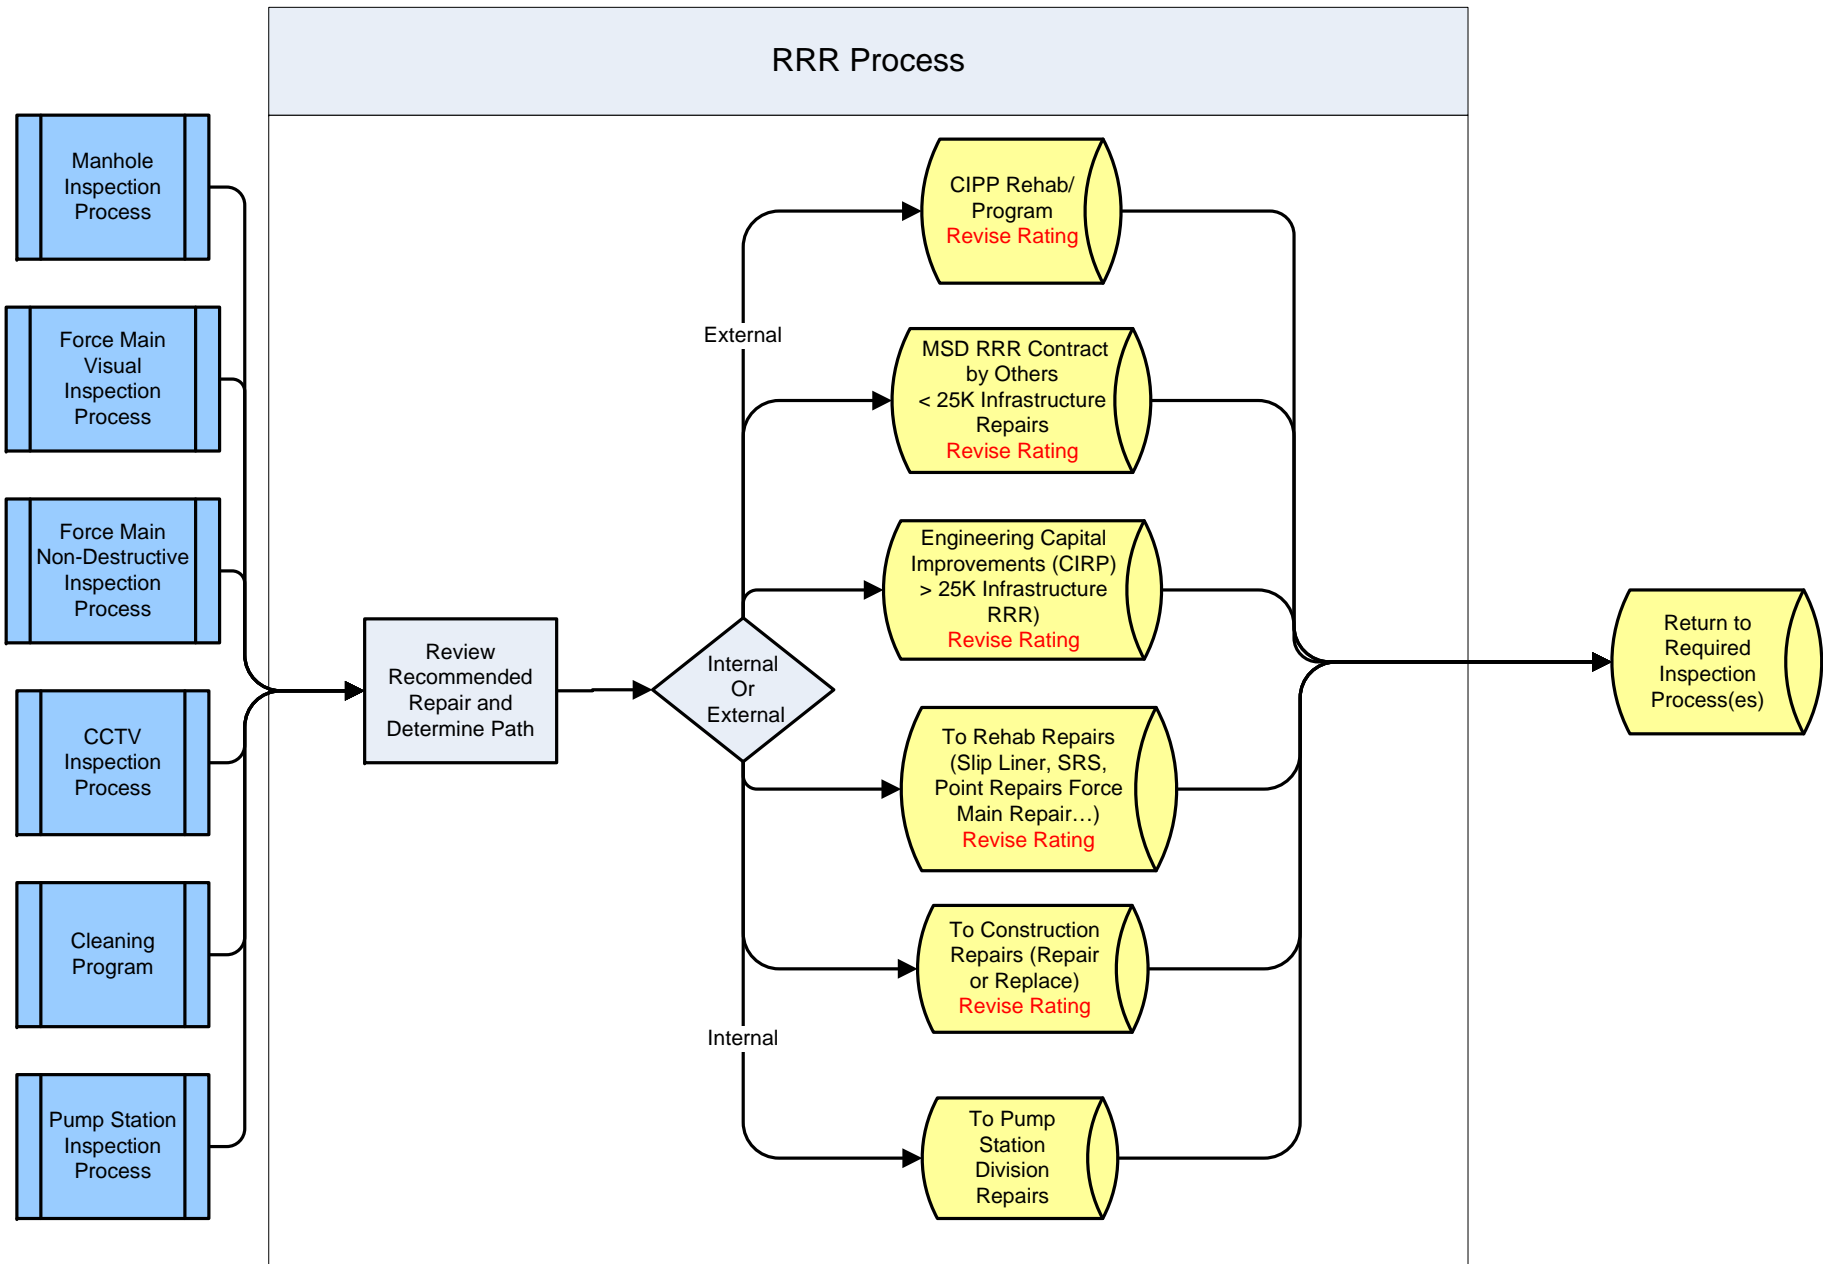 RRR Process
Manhole
Inspection
Process
Force Main
Visual
Inspection
Process
Force Main
Non-Destructive
Inspection
Process
CCTV
Inspection
Process
Cleaning
Program
Pump Station
Inspection
Process
Review
Recommended
Repair and
Determine Path
Internal
Or
External
External
Internal
CIPP Rehab/
Program
Revise Rating
MSD RRR Contract
by Others
< 25K Infrastructure
Repairs
Revise Rating
Engineering Capital
Improvements (CIRP)
> 25K Infrastructure
RRR)
Revise Rating
To Rehab Repairs
(Slip Liner, SRS,
Point Repairs Force
Main Repair…)
Revise Rating
To Construction
Repairs (Repair
or Replace)
Revise Rating
To Pump
Station
Division
Repairs
Return to
Required
Inspection
Process(es)